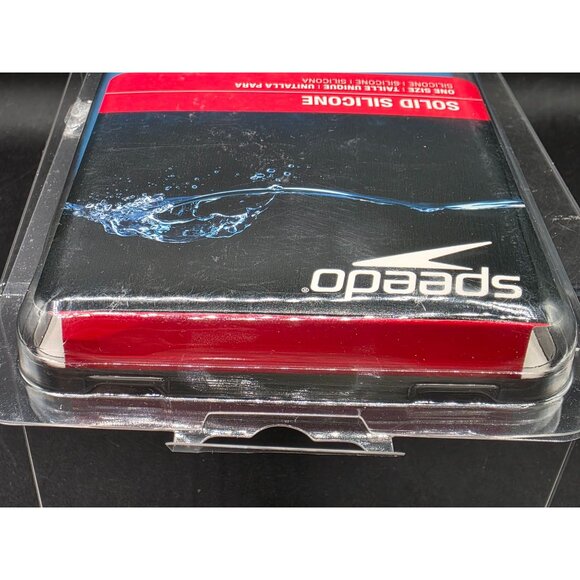 speedo®
SOLID SILICONE
ONE SIZE | TAILLE UNIQUE | UNITALLA PARA
SILICONE | SILICONE | SILICONA